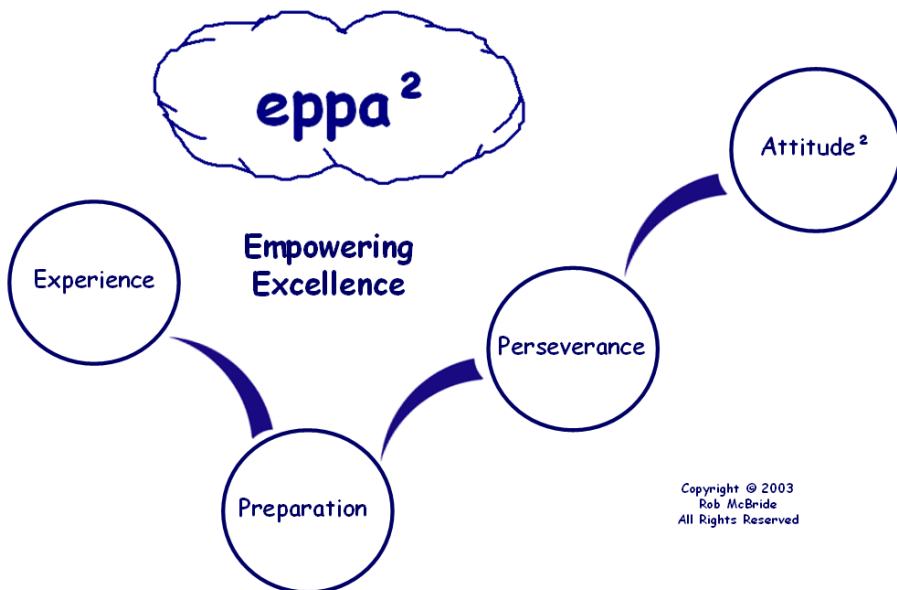 eppa²
Attitude²
Empowering
Excellence
Experience
Perseverance
Preparation
Copyright © 2003
Rob McBride
All Rights Reserved